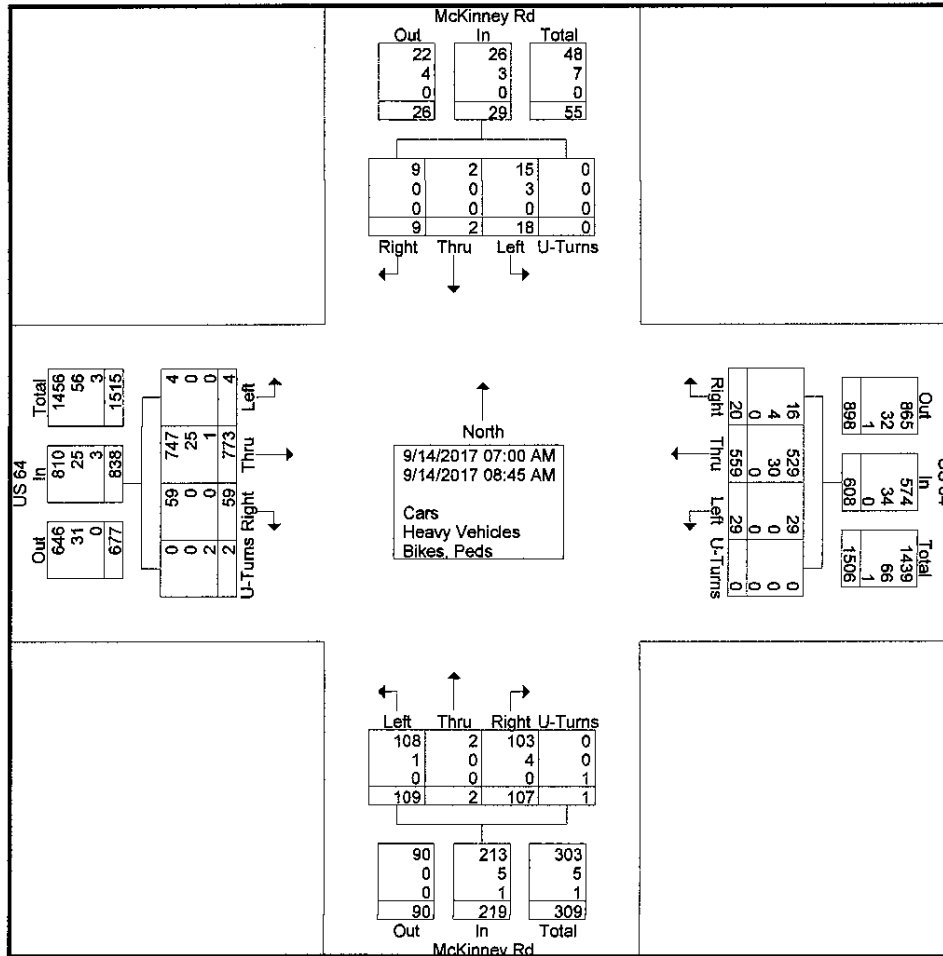 McKinney Rd
Out In Total
22 26 48
4 3 7
0 0 0
26 29 55
9 2 15 0
0 0 3 0
0 0 0 0
9 2 18 0
Right Thru Left U-Turns
US 64
Total In Out
1456 56 3 1515
810 25 3 838
646 31 0 677
Left Thru Right U-Turns
4 0 0 4
747 25 1 773
59 0 0 59
0 0 2 2
North
9/14/2017 07:00 AM
9/14/2017 08:45 AM
Cars
Heavy Vehicles
Bikes, Peds
Right Thru Left U-Turns
16 4 0 20
529 30 0 559
29 0 0 29
0 0 0 0
Out In Total
865 32 1 898
574 34 0 608
1439 66 1 1506
Left Thru Right U-Turns
108 2 103 0
1 0 4 0
0 0 0 1
109 2 107 1
90 213 303
0 5 5
0 1 1
90 219 309
Out In Total
McKinney Rd